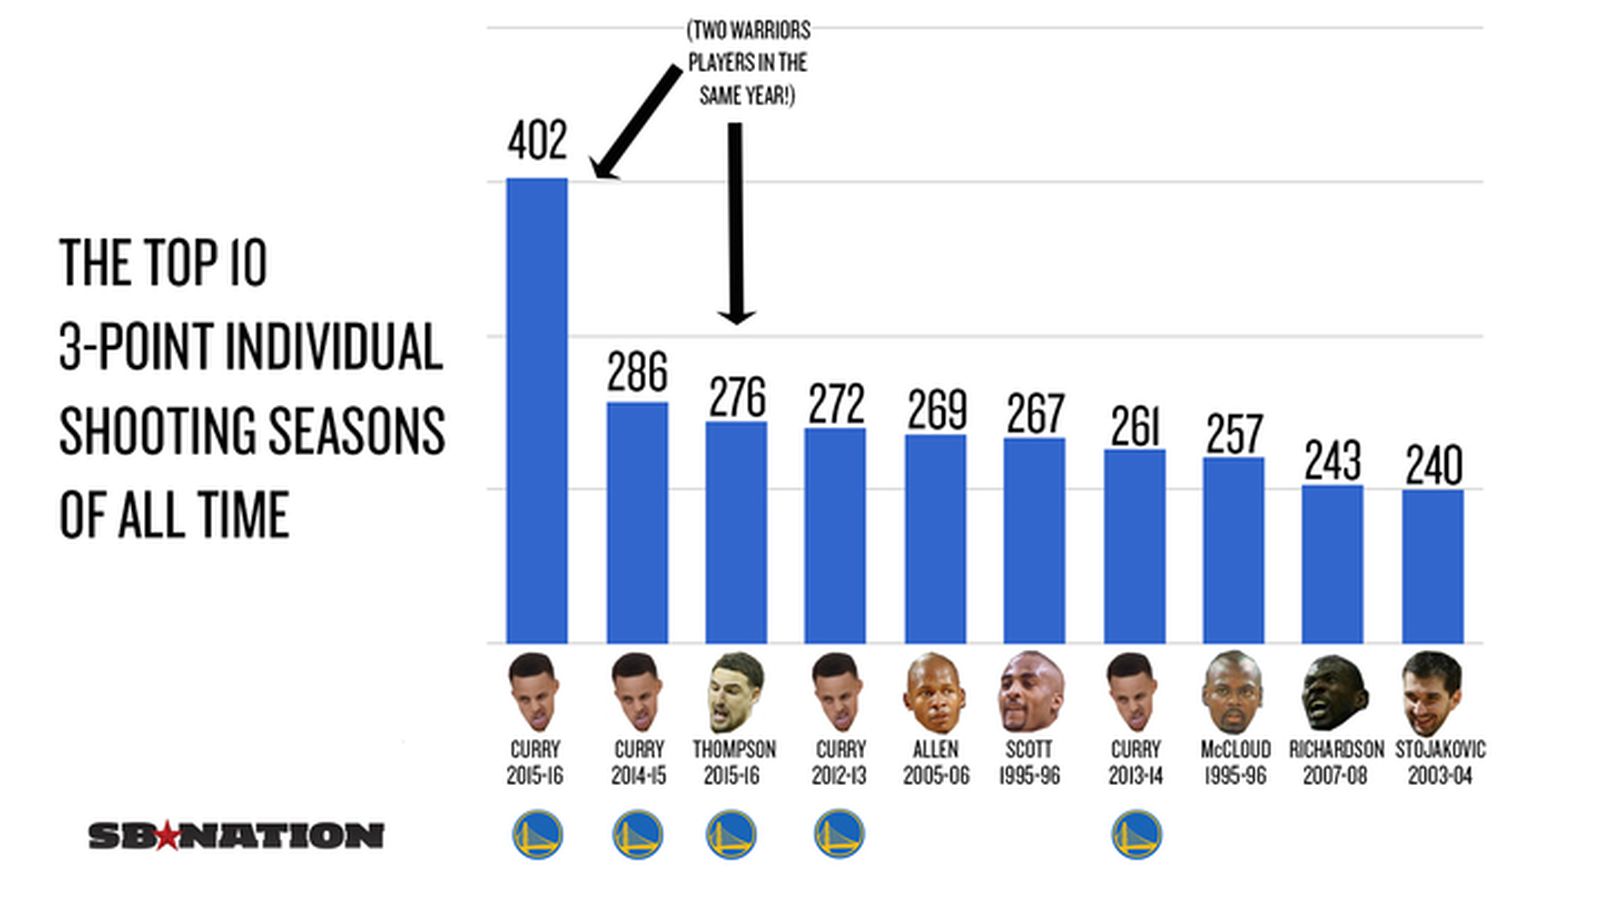 (TWO WARRIORS
PLAYERS IN THE
SAME YEAR!)
THE TOP 10
3-POINT INDIVIDUAL
SHOOTING SEASONS
OF ALL TIME
402
286
276
272
269
267
261
257
243
240
CURRY
2015-16
CURRY
2014-15
THOMPSON
2015-16
CURRY
2012-13
ALLEN
2005-06
SCOTT
1995-96
CURRY
2013-14
McCLOUD
1995-96
RICHARDSON
2007-08
STOJAKOVIC
2003-04
SB★NATION